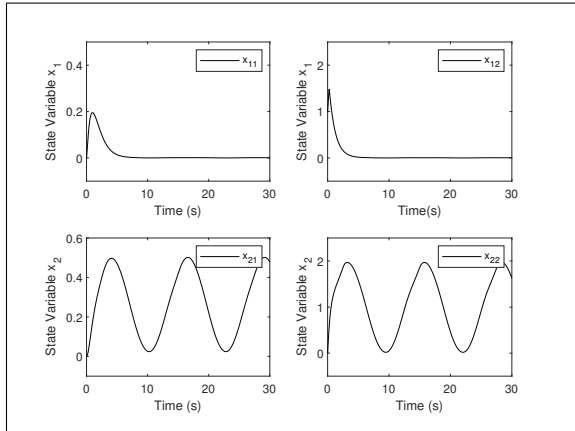 State Variable x1
0.4
0.2
0
0 10 20 30
Time (s)
x11
State Variable x1
2
1
0
0 10 20 30
Time(s)
x12
State Variable x2
0.6
0.4
0.2
0
0 10 20 30
Time (s)
x21
State Variable x2
2
1
0
0 10 20 30
Time (s)
x22